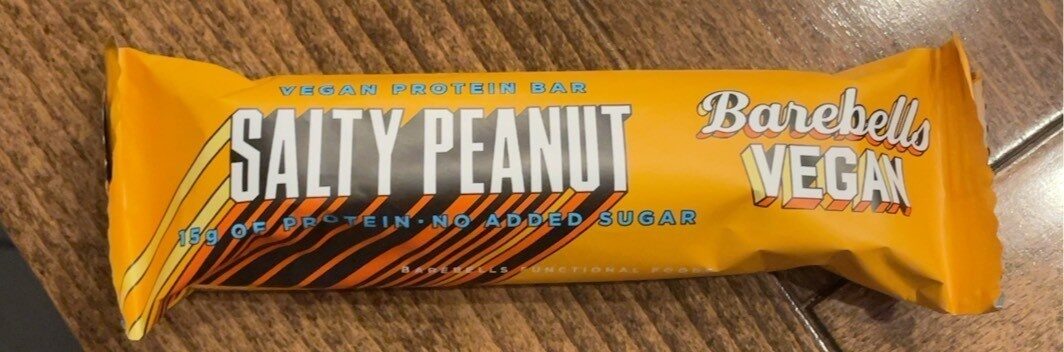 VEGAN PROTEIN BAR
SALTY PEANUT
15g OF PROTEIN · NO ADDED SUGAR
BAREBELLS FUNCTIONAL FOODS
Barebells
VEGAN